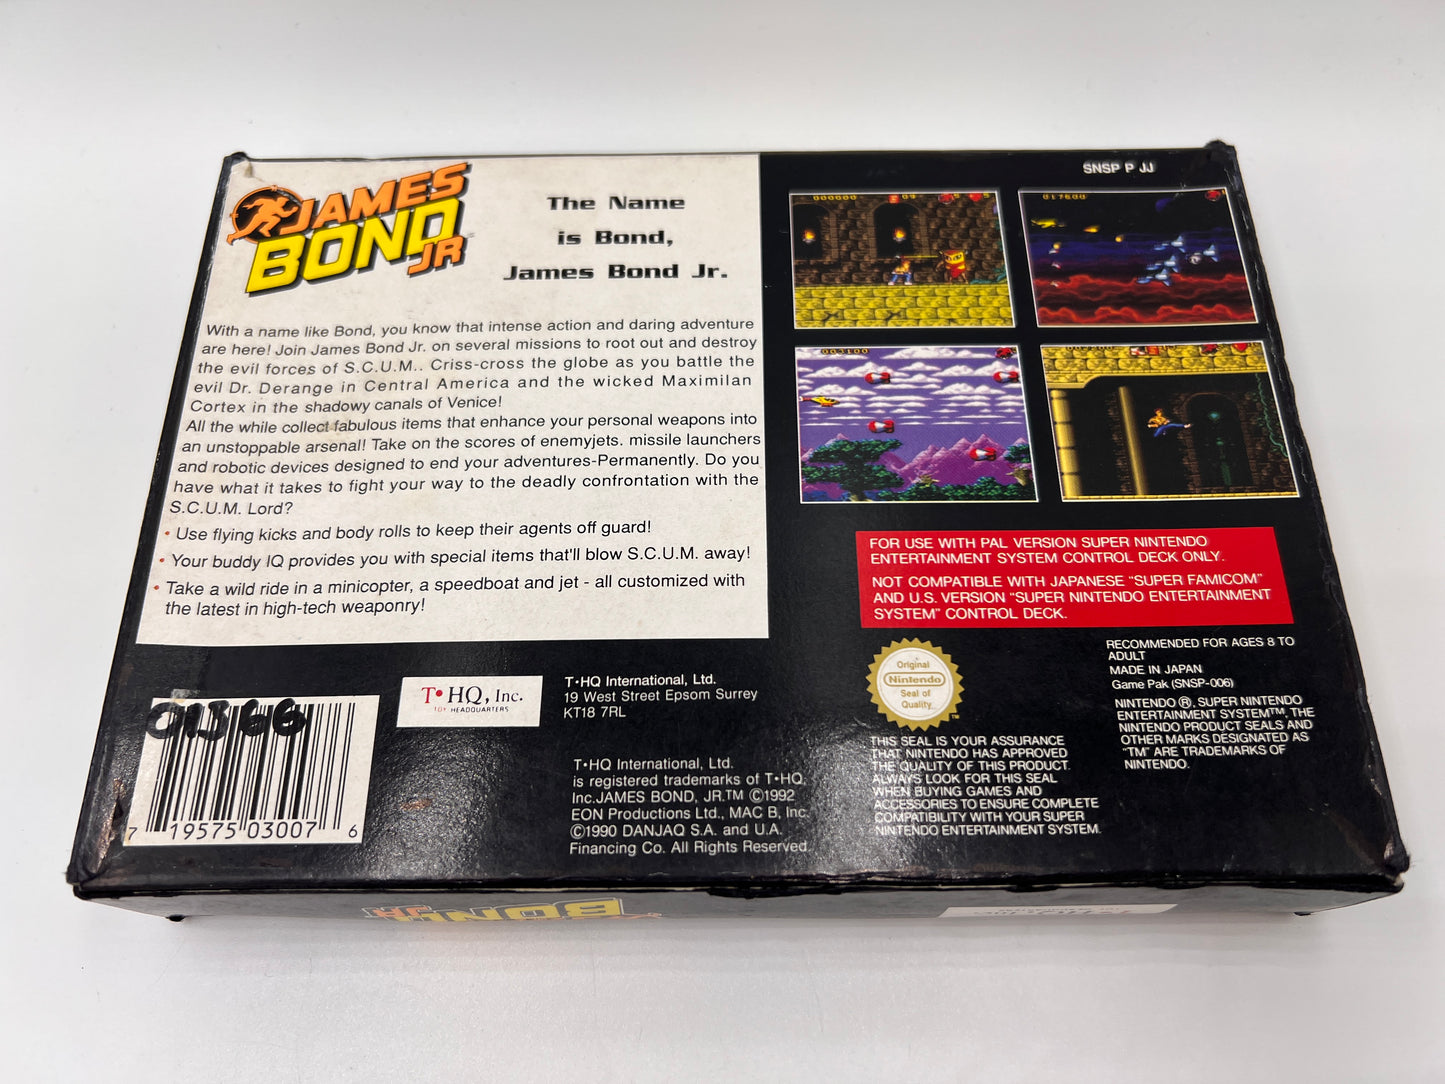 JAMES
BOND
JR
The Name
is Bond,
James Bond Jr.
With a name like Bond, you know that intense action and daring adventure
are here! Join James Bond Jr. on several missions to root out and destroy
the evil forces of S.C.U.M.. Criss-cross the globe as you battle the
evil Dr. Derange in Central America and the wicked Maximilan
Cortex in the shadowy canals of Venice!
All the while collect fabulous items that enhance your personal weapons into
an unstoppable arsenal! Take on the scores of enemyjets. missile launchers
and robotic devices designed to end your adventures-Permanently. Do you
have what it takes to fight your way to the deadly confrontation with the
S.C.U.M. Lord?
• Use flying kicks and body rolls to keep their agents off guard!
• Your buddy IQ provides you with special items that'll blow S.C.U.M. away!
• Take a wild ride in a minicopter, a speedboat and jet - all customized with
the latest in high-tech weaponry!
SNSP P JJ
000000
09
017600
003100
FOR USE WITH PAL VERSION SUPER NINTENDO
ENTERTAINMENT SYSTEM CONTROL DECK ONLY.
NOT COMPATIBLE WITH JAPANESE "SUPER FAMICOM"
AND U.S. VERSION "SUPER NINTENDO ENTERTAINMENT
SYSTEM" CONTROL DECK.
01366
7 19575 03007 6
T•HQ, Inc.
TOY HEADQUARTERS
T•HQ International, Ltd.
19 West Street Epsom Surrey
KT18 7RL
T•HQ International, Ltd.
is registered trademarks of T•HQ.
Inc.JAMES BOND, JR.TM ©1992
EON Productions Ltd., MAC B, Inc.
©1990 DANJAQ S.A. and U.A.
Financing Co. All Rights Reserved.
Original
Nintendo
Seal of
Quality
TM
THIS SEAL IS YOUR ASSURANCE
THAT NINTENDO HAS APPROVED
THE QUALITY OF THIS PRODUCT.
ALWAYS LOOK FOR THIS SEAL
WHEN BUYING GAMES AND
ACCESSORIES TO ENSURE COMPLETE
COMPATIBILITY WITH YOUR SUPER
NINTENDO ENTERTAINMENT SYSTEM.
RECOMMENDED FOR AGES 8 TO
ADULT
MADE IN JAPAN
Game Pak (SNSP-006)
NINTENDO ®, SUPER NINTENDO
ENTERTAINMENT SYSTEM™, THE
NINTENDO PRODUCT SEALS AND
OTHER MARKS DESIGNATED AS
"TM" ARE TRADEMARKS OF
NINTENDO.
BOND
JR